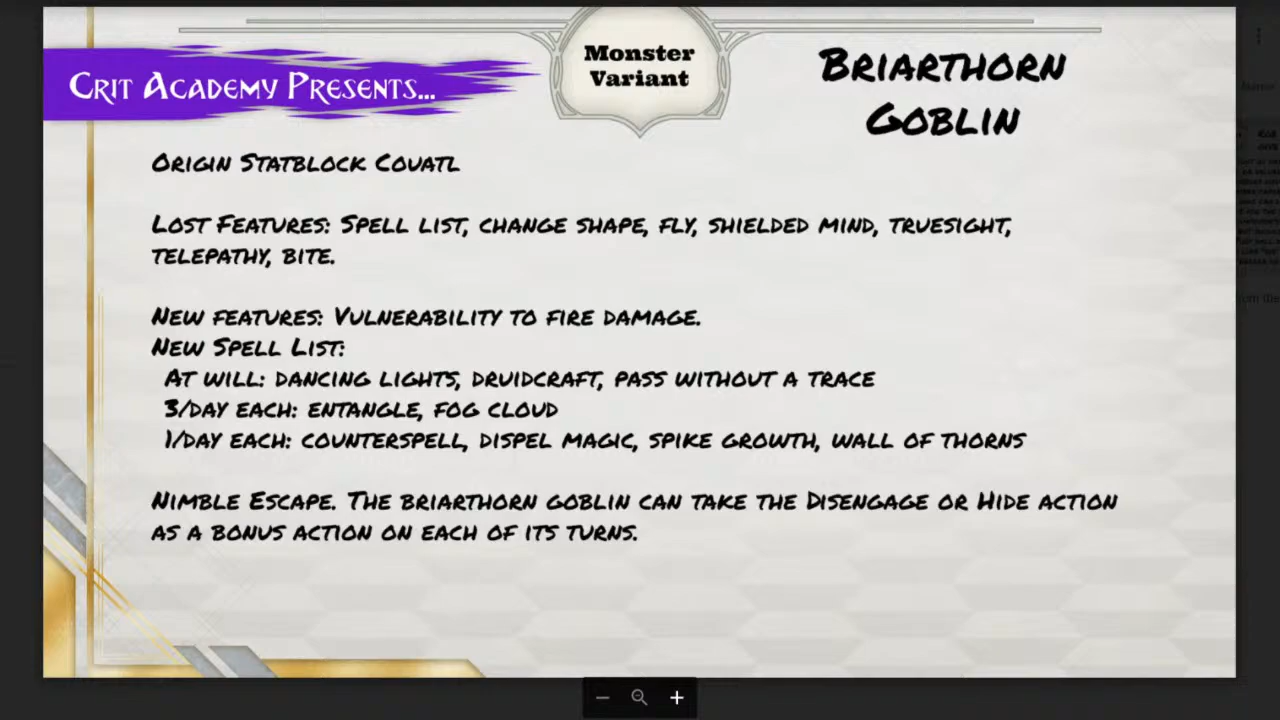 Crit Academy Presents...
Monster
Variant
Briarthorn
Goblin
Origin Statblock Couatl
Lost Features: Spell list, change shape, fly, shielded mind, truesight,
telepathy, bite.
New features: Vulnerability to fire damage.
New Spell List:
At will: dancing lights, druidcraft, pass without a trace
3/day each: entangle, fog cloud
1/day each: counterspell, dispel magic, spike growth, wall of thorns
Nimble Escape. The briarthorn goblin can take the Disengage or Hide action
as a bonus action on each of its turns.